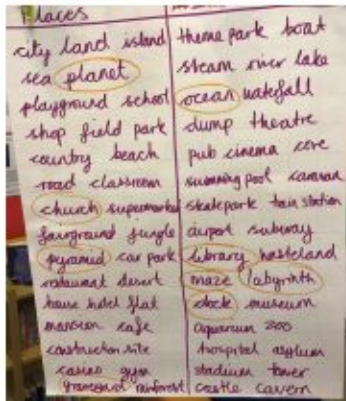 Places
city land island
sea planet
playground school
shop field park
country beach
road classroom
church supermarket
fairground jungle
pyramid car park
restaurant desert
house hotel flat
mansion cafe
construction site
casino gym
graveyard rainforest
theme park boat
stream river lake
ocean waterfall
dump theatre
pub cinema cave
swimming pool caravan
skatepark train station
airport subway
library wasteland
maze labyrinth
dock museum
aquarium zoo
hospital asylum
stadium tower
castle cavern